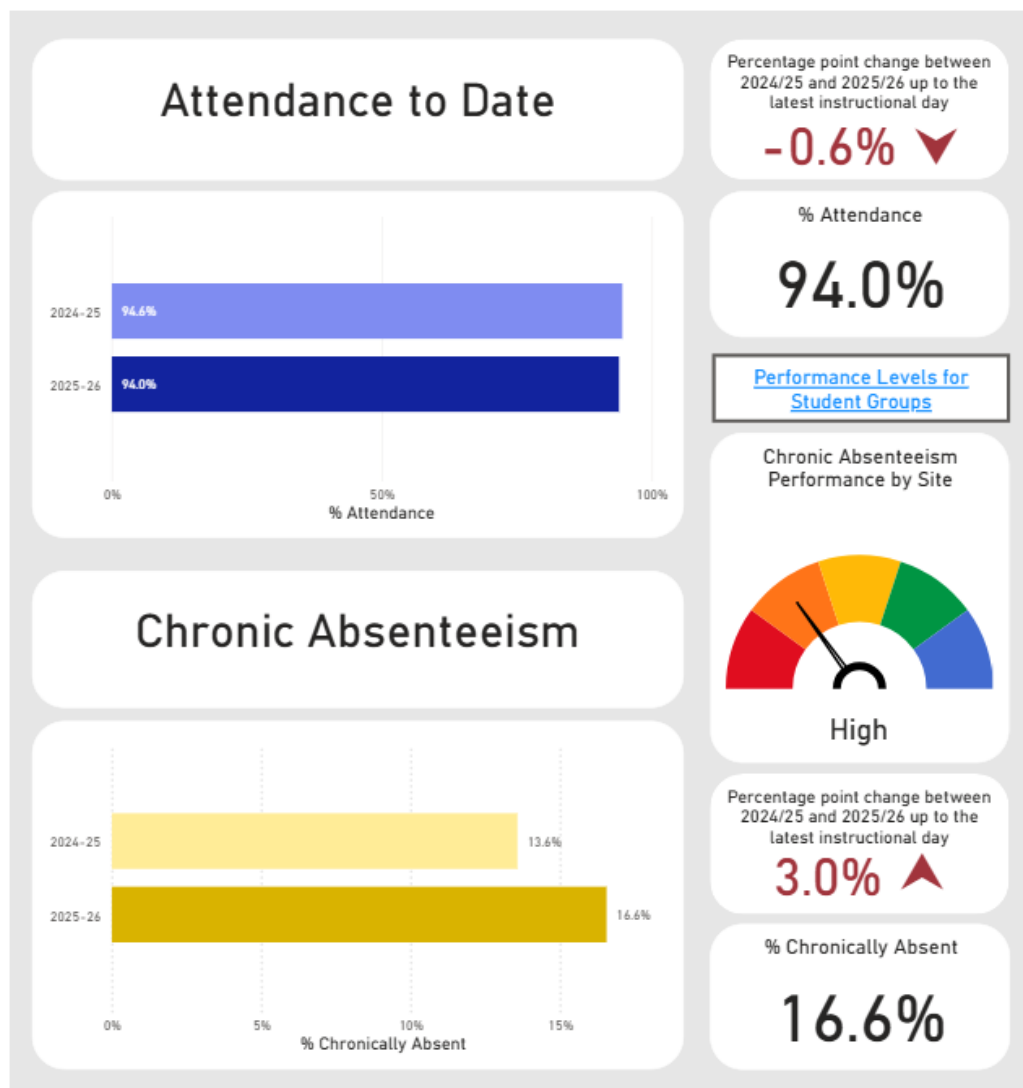 Attendance to Date
Percentage point change between
2024/25 and 2025/26 up to the
latest instructional day
-0.6%
2024-25
94.6%
2025-26
94.0%
0%
50%
100%
% Attendance
% Attendance
94.0%
Performance Levels for
Student Groups
Chronic Absenteeism
Performance by Site
High
Chronic Absenteeism
2024-25
13.6%
2025-26
16.6%
0%
5%
10%
15%
% Chronically Absent
Percentage point change between
2024/25 and 2025/26 up to the
latest instructional day
3.0%
% Chronically Absent
16.6%